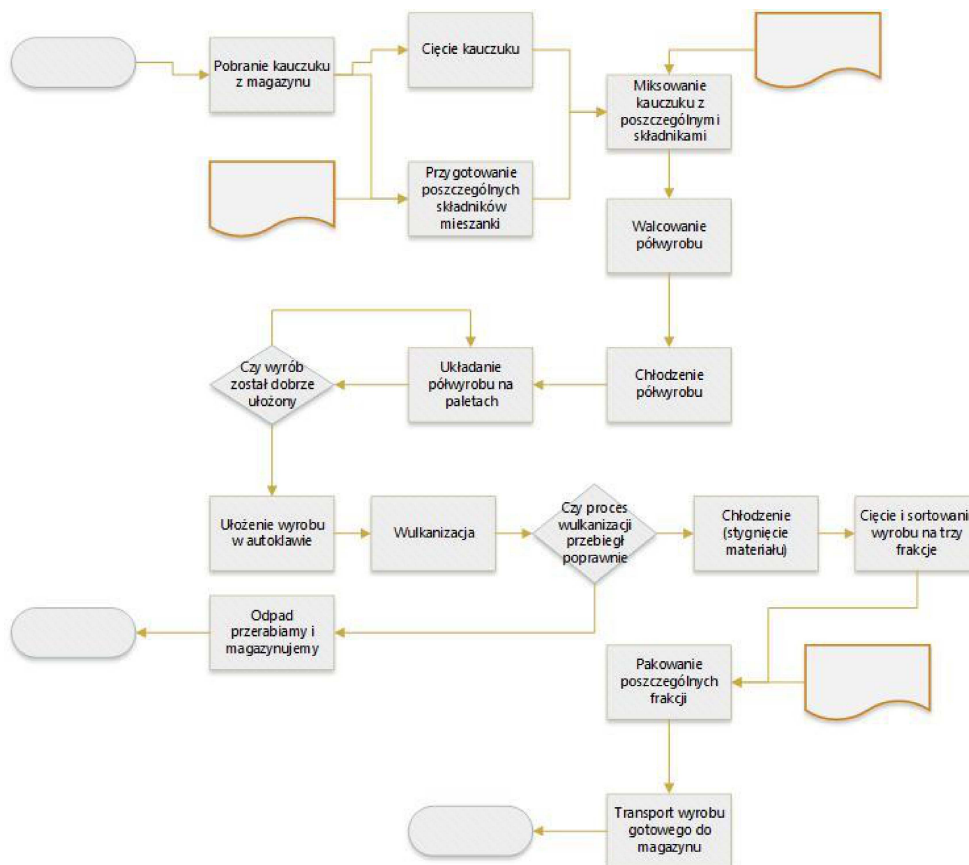 Pobranie kauczuku
z magazynu
Cięcie kauczuku
Miksowanie
kauczuku z
poszczególnymi
składnikami
Przygotowanie
poszczególnych
składników
mieszanki
Walcowanie
półwyrobu
Czy wyrób
został dobrze
ułożony
Układanie
półwyrobu na
paletach
Chłodzenie
półwyrobu
Ułożenie wyrobu
w autoklawie
Wulkanizacja
Czy proces
wulkanizacji
przebiegł
poprawnie
Chłodzenie
(stygnięcie
materiału)
Cięcie i sortowanie
wyrobu na trzy
frakcje
Odpad
przerabiamy i
magazynujemy
Pakowanie
poszczególnych
frakcji
Transport wyrobu
gotowego do
magazynu